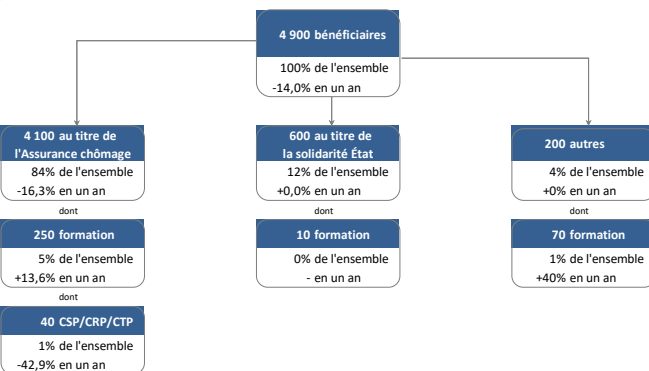 4 900 bénéficiaires
100% de l'ensemble
-14,0% en un an
4 100 au titre de
l'Assurance chômage
84% de l'ensemble
-16,3% en un an
dont
250 formation
5% de l'ensemble
+13,6% en un an
dont
40 CSP/CRP/CTP
1% de l'ensemble
-42,9% en un an
600 au titre de
la solidarité État
12% de l'ensemble
+0,0% en un an
dont
10 formation
0% de l'ensemble
- en un an
200 autres
4% de l'ensemble
+0% en un an
dont
70 formation
1% de l'ensemble
+40% en un an